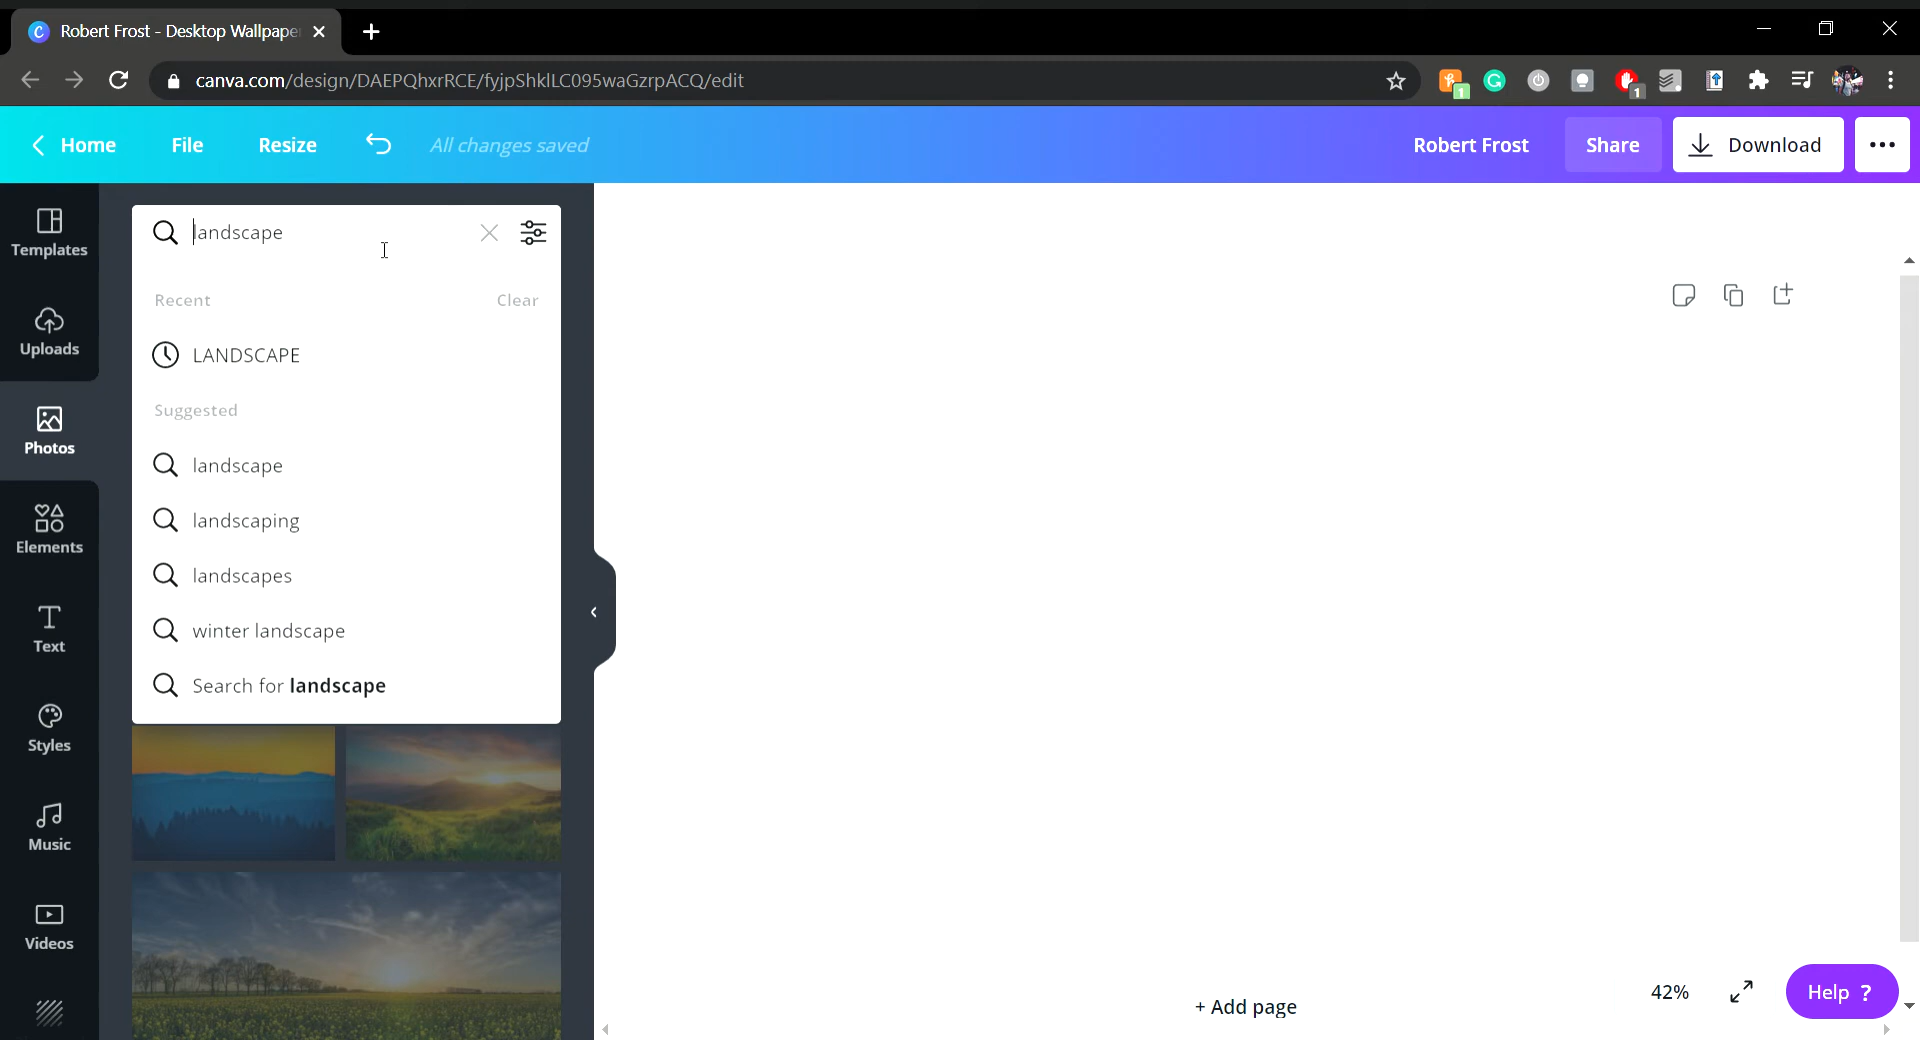 Robert Frost - Desktop Wallpape
canva.com/design/DAEPQhxrRCE/fyjpShklLC095waGzrpACQ/edit
1
1
Home
File
Resize
All changes saved
Robert Frost
Share
Download
Templates
Uploads
Photos
Elements
Text
Styles
Music
Videos
landscape
Recent
Clear
LANDSCAPE
Suggested
landscape
landscaping
landscapes
winter landscape
Search for landscape
+ Add page
42%
Help ?